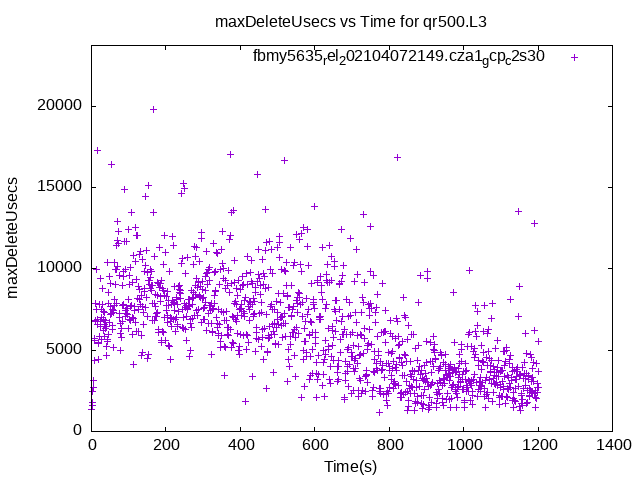 maxDeleteUsecs vs Time for qr500.L3
fbmy5635rel202104072149.cza1gcpc2s30
20000
15000
10000
5000
0
maxDeleteUsecs
0 200 400 600 800 1000 1200 1400
Time(s)